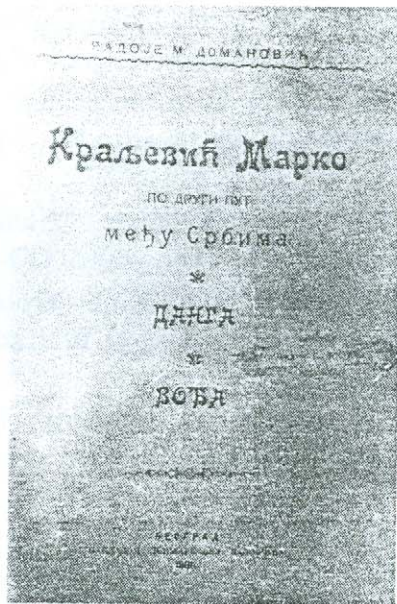 РАДОЈЕ М. ДОМАНОВИЋ
Краљевић Марко
ПО ДРУГИ ПУТ
међу Србима
*
ДАНГА
*
ВОЂА
БЕОГРАД